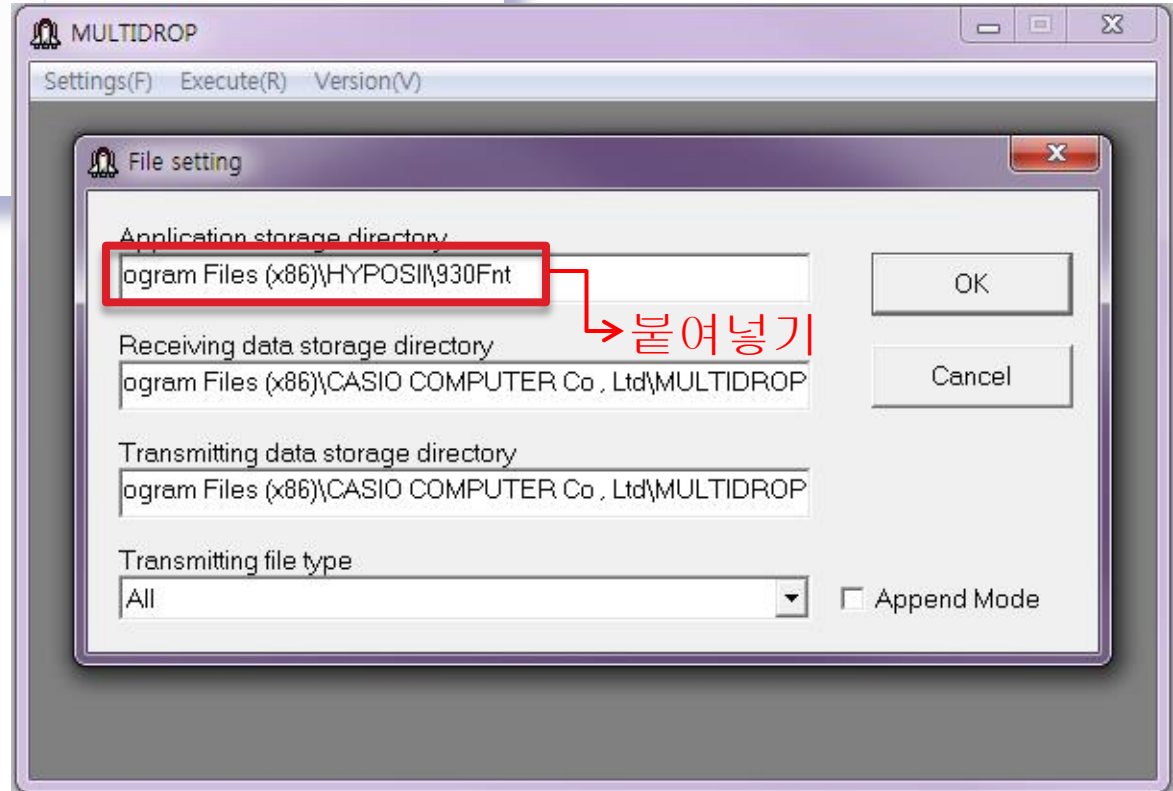 MULTIDROP
Settings(F) Execute(R) Version(V)
File setting
Application storage directory
ogram Files (x86)\HYPOSII\930Fnt
OK
붙여넣기
Receiving data storage directory
ogram Files (x86)\CASIO COMPUTER Co., Ltd\MULTIDROP
Cancel
Transmitting data storage directory
ogram Files (x86)\CASIO COMPUTER Co., Ltd\MULTIDROP
Transmitting file type
All
Append Mode